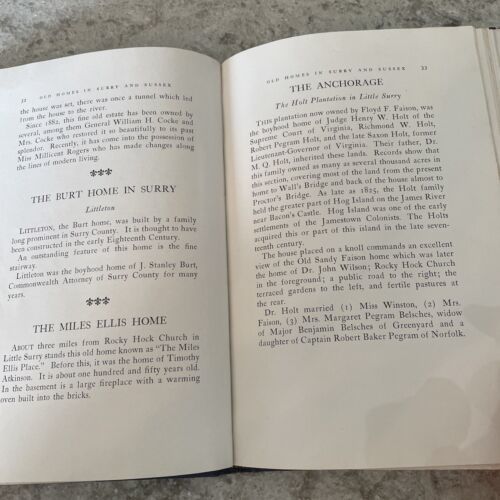 32 OLD HOMES IN SURRY AND SUSSEX
the house was set, there was once a tunnel which led
from the house to the river.
Since 1882, this fine old estate has been owned by
several, among them General William H. Cocke and
Mrs. Cocke who restored it so beautifully to its past
splendor. Recently, it has come into the possession of
Miss Millicent Rogers who has made changes along
the lines of modern living.
THE BURT HOME IN SURRY
Littleton
LITTLETON, the Burt home, was built by a family
long prominent in Surry County. It is thought to have
been constructed in the early Eighteenth Century.
An outstanding feature of this home is the fine
stairway.
Littleton was the boyhood home of J. Stanley Burt,
Commonwealth Attorney of Surry County for many
years.
THE MILES ELLIS HOME
ABOUT three miles from Rocky Hock Church in
Little Surry stands this old home known as "The Miles
Ellis Place." Before this, it was the home of Timothy
Atkinson. It is about one hundred and fifty years old.
In the basement is a large fireplace with a warming
oven built into the bricks.
OLD HOMES IN SURRY AND SUSSEX 33
THE ANCHORAGE
The Holt Plantation in Little Surry
THIS plantation now owned by Floyd F. Faison, was
the boyhood home of Judge Henry W. Holt of the
Supreme Court of Virginia, Richmond W. Holt,
Robert Pegram Holt, and the late Saxon Holt, former
Lieutenant-Governor of Virginia. Their father, Dr.
M. Q. Holt, inherited these lands. Records show that
this family owned as many as several thousand acres in
this section, covering most of the land from the present
home to Wall's Bridge and back of the house almost to
Proctor's Bridge. As late as 1825, the Holt family
held the greater part of Hog Island on the James River
near Bacon's Castle. Hog Island was one of the early
settlements of the Jamestown Colonists. The Holts
acquired this or part of this island in the late seven-
teenth century.
The house placed on a knoll commands an excellent
view of the Old Sandy Faison home which was later
the home of Dr. John Wilson; Rocky Hock Church
in the foreground; a public road to the right; the
terraced gardens to the left, and fertile pastures at
the rear.
Dr. Holt married (1) Miss Winston, (2) Mrs.
Faison, (3) Mrs. Margaret Pegram Belsches, widow
of Major Benjamin Belsches of Greenyard and a
daughter of Captain Robert Baker Pegram of Norfolk.